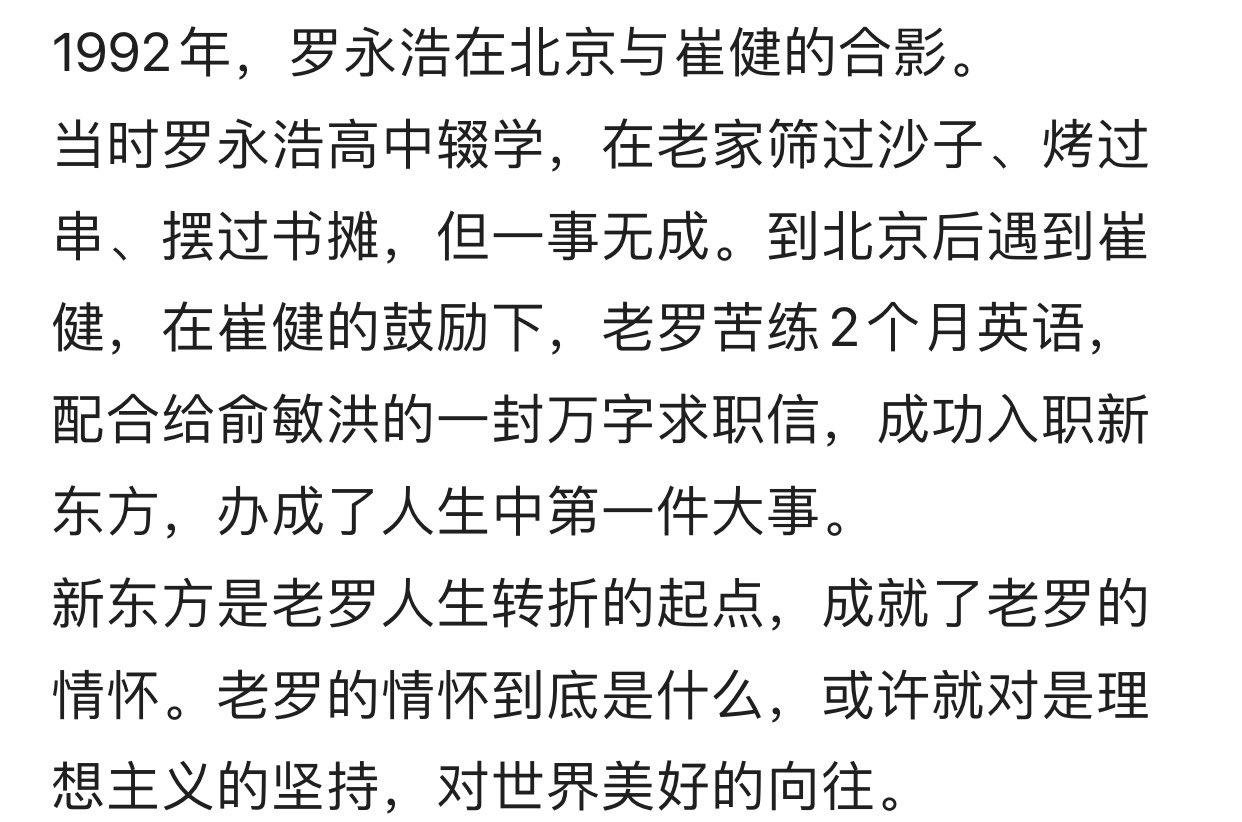 1992年，罗永浩在北京与崔健的合影。
当时罗永浩高中辍学，在老家筛过沙子、烤过
串、摆过书摊，但一事无成。到北京后遇到崔
健，在崔健的鼓励下，老罗苦练2个月英语，
配合给俞敏洪的一封万字求职信，成功入职新
东方，办成了人生中第一件大事。
新东方是老罗人生转折的起点，成就了老罗的
情怀。老罗的情怀到底是什么，或许就对是理
想主义的坚持，对世界美好的向往。